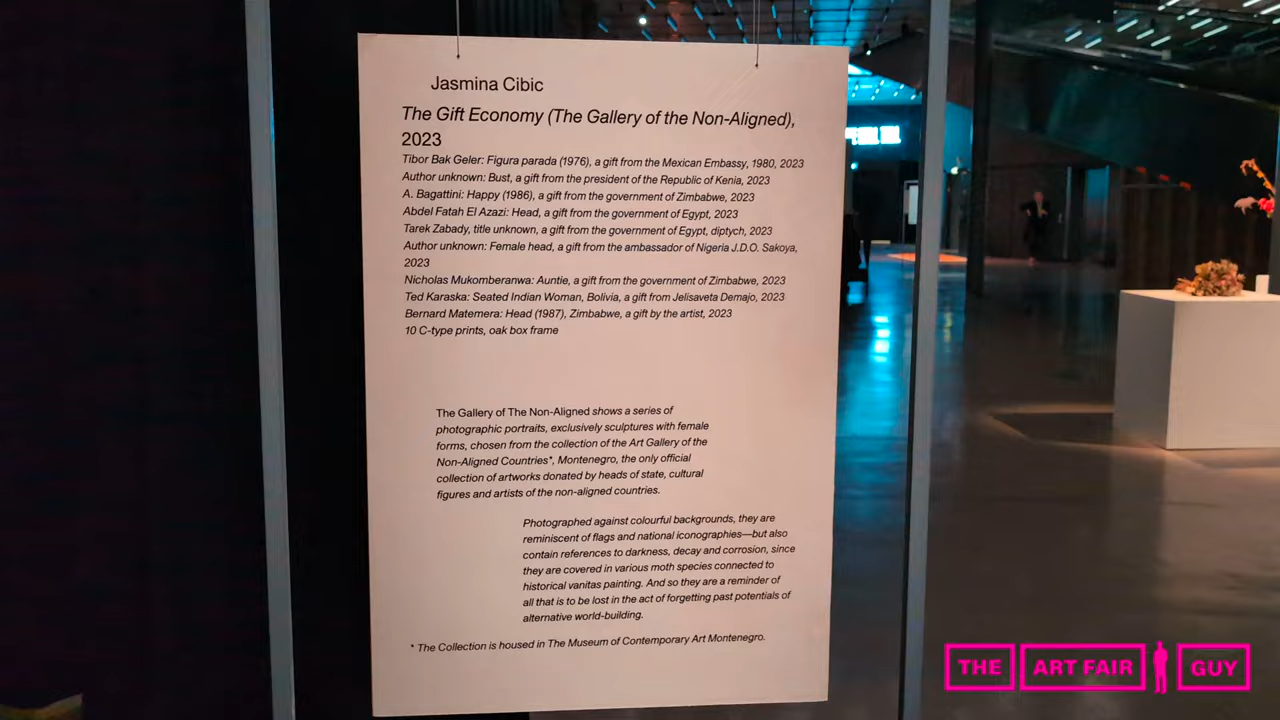 Jasmina Cibic
The Gift Economy (The Gallery of the Non-Aligned),
2023
Tibor Bak Geler: Figura parada (1976), a gift from the Mexican Embassy, 1980, 2023
Author unknown: Bust, a gift from the president of the Republic of Kenia, 2023
A. Bagattini: Happy (1986), a gift from the government of Zimbabwe, 2023
Abdel Fatah El Azazi: Head, a gift from the government of Egypt, 2023
Tarek Zabady, title unknown, a gift from the government of Egypt, diptych, 2023
Author unknown: Female head, a gift from the ambassador of Nigeria J.D.O. Sakoya,
2023
Nicholas Mukomberanwa: Auntie, a gift from the government of Zimbabwe, 2023
Ted Karaska: Seated Indian Woman, Bolivia, a gift from Jelisaveta Demajo, 2023
Bernard Matemera: Head (1987), Zimbabwe, a gift by the artist, 2023
10 C-type prints, oak box frame
The Gallery of The Non-Aligned shows a series of
photographic portraits, exclusively sculptures with female
forms, chosen from the collection of the Art Gallery of the
Non-Aligned Countries*, Montenegro, the only official
collection of artworks donated by heads of state, cultural
figures and artists of the non-aligned countries.
Photographed against colourful backgrounds, they are
reminiscent of flags and national iconographies—but also
contain references to darkness, decay and corrosion, since
they are covered in various moth species connected to
historical vanitas painting. And so they are a reminder of
all that is to be lost in the act of forgetting past potentials of
alternative world-building.
* The Collection is housed in The Museum of Contemporary Art Montenegro.
THE ART FAIR GUY